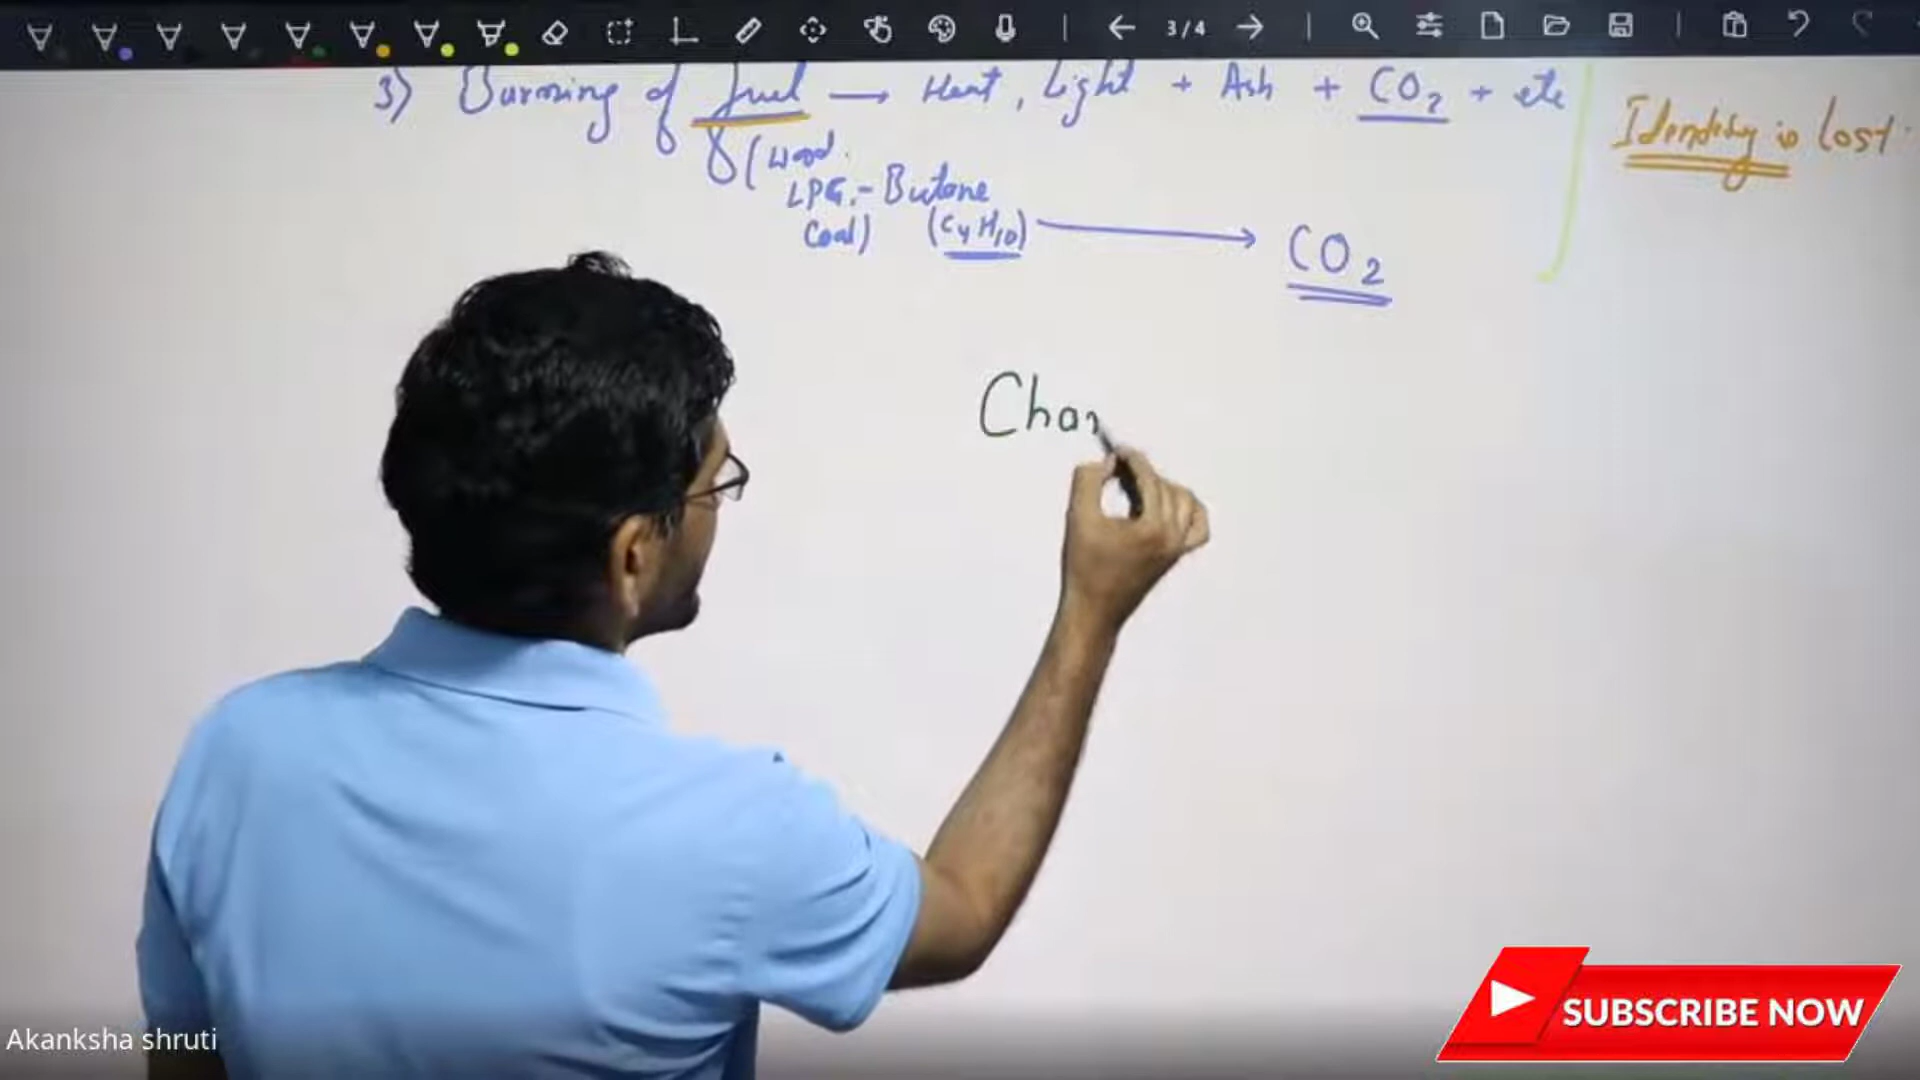 3/4
3) Burning of fuel → Heat, Light + Ash + CO2 + etc
Identity is Lost.
(Wood.
LPG. - Butane
Coal) (C4H10) → CO2
Chan
Akanksha shruti
SUBSCRIBE NOW